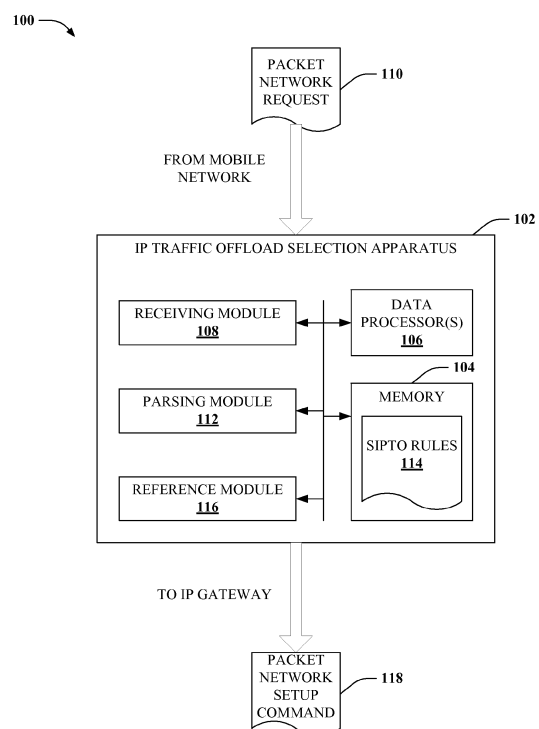 100
PACKET
NETWORK
REQUEST
110
FROM MOBILE
NETWORK
102
IP TRAFFIC OFFLOAD SELECTION APPARATUS
RECEIVING MODULE
108
DATA
PROCESSOR(S)
106
104
PARSING MODULE
112
MEMORY
SIPTO RULES
114
REFERENCE MODULE
116
TO IP GATEWAY
PACKET
NETWORK
SETUP
COMMAND
118